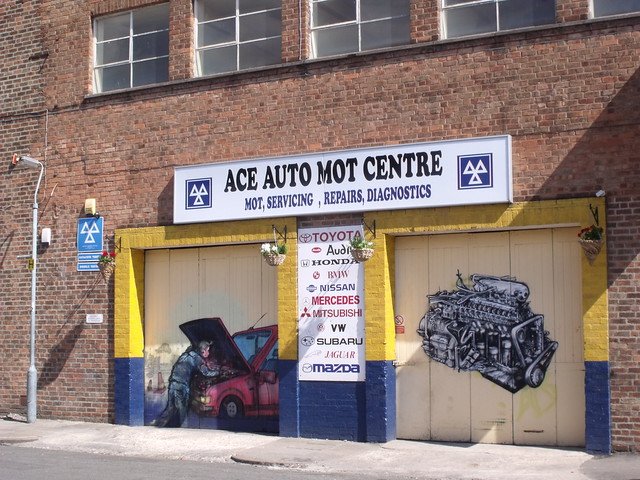 ACE AUTO MOT CENTRE
MOT, SERVICING , REPAIRS, DIAGNOSTICS
TOYOTA
Audi
HONDA
BMW
NISSAN
MERCEDES
MITSUBISHI
VW
SUBARU
JAGUAR
mazda